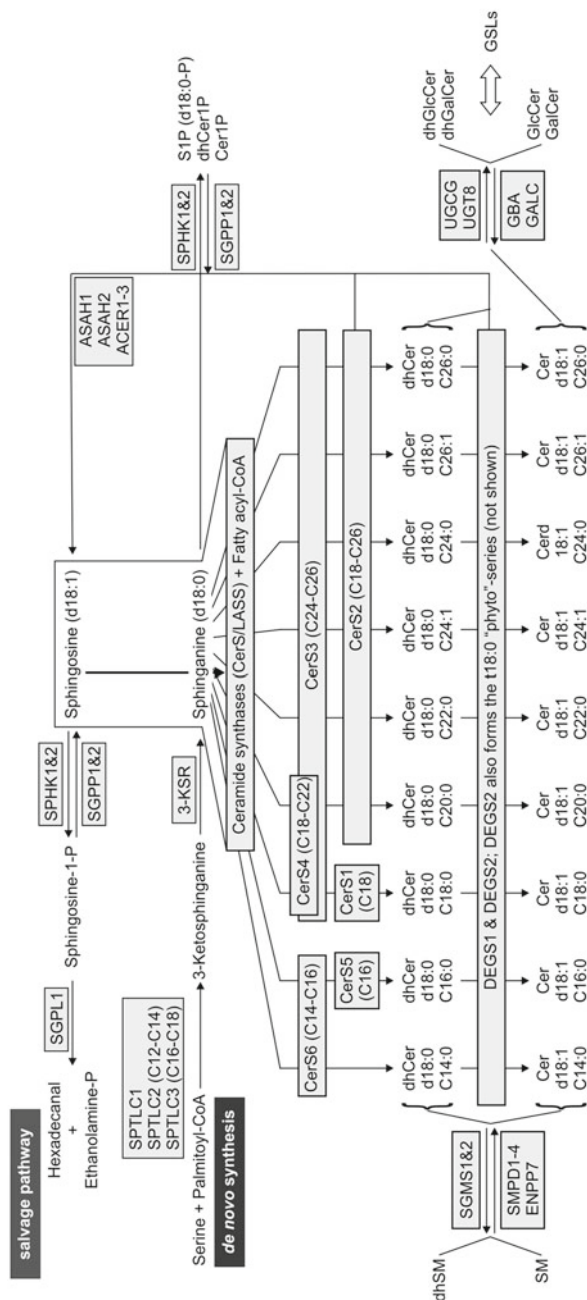 salvage pathway
Hexadecanal
+
Ethanolamine-P
SGPL1
Sphingosine-1-P
SPHK1&2
SGPP1&2
Sphingosine (d18:1)
ASAH1
ASAH2
ACER1-3
SPTLC1
SPTLC2 (C12–C14)
SPTLC3 (C16–C18)
Serine + Palmitoyl-CoA
de novo synthesis
3-Ketosphinganine
3-KSR
Sphinganine (d18:0)
SPHK1&2
SGPP1&2
S1P (d18:0-P)
dhCer1P
Cer1P
Ceramide synthases (CerS/LASS) + Fatty acyl-CoA
CerS6 (C14–C16)
CerS4 (C18–C22)
CerS3 (C24–C26)
CerS5
(C16)
CerS1
(C18)
CerS2 (C18-C26)
dhCer
d18:0
C14:0
dhCer
d18:0
C16:0
dhCer
d18:0
C18:0
dhCer
d18:0
C20:0
dhCer
d18:0
C22:0
dhCer
d18:0
C24:1
dhCer
d18:0
C24:0
dhCer
d18:0
C26:1
dhCer
d18:0
C26:0
DEGS1 & DEGS2; DEGS2 also forms the t18:0 “phyto”-series (not shown)
Cer
d18:1
C14:0
Cer
d18:1
C16:0
Cer
d18:1
C18:0
Cer
d18:1
C20:0
Cer
d18:1
C22:0
Cer
d18:1
C24:1
Cerd
18:1
C24:0
Cer
d18:1
C26:1
Cer
d18:1
C26:0
dhSM
SM
SGMS1&2
SMPD1-4
ENPP7
UGCG
UGT8
GBA
GALC
dhGlcCer
dhGalCer
GlcCer
GalCer
GSLs